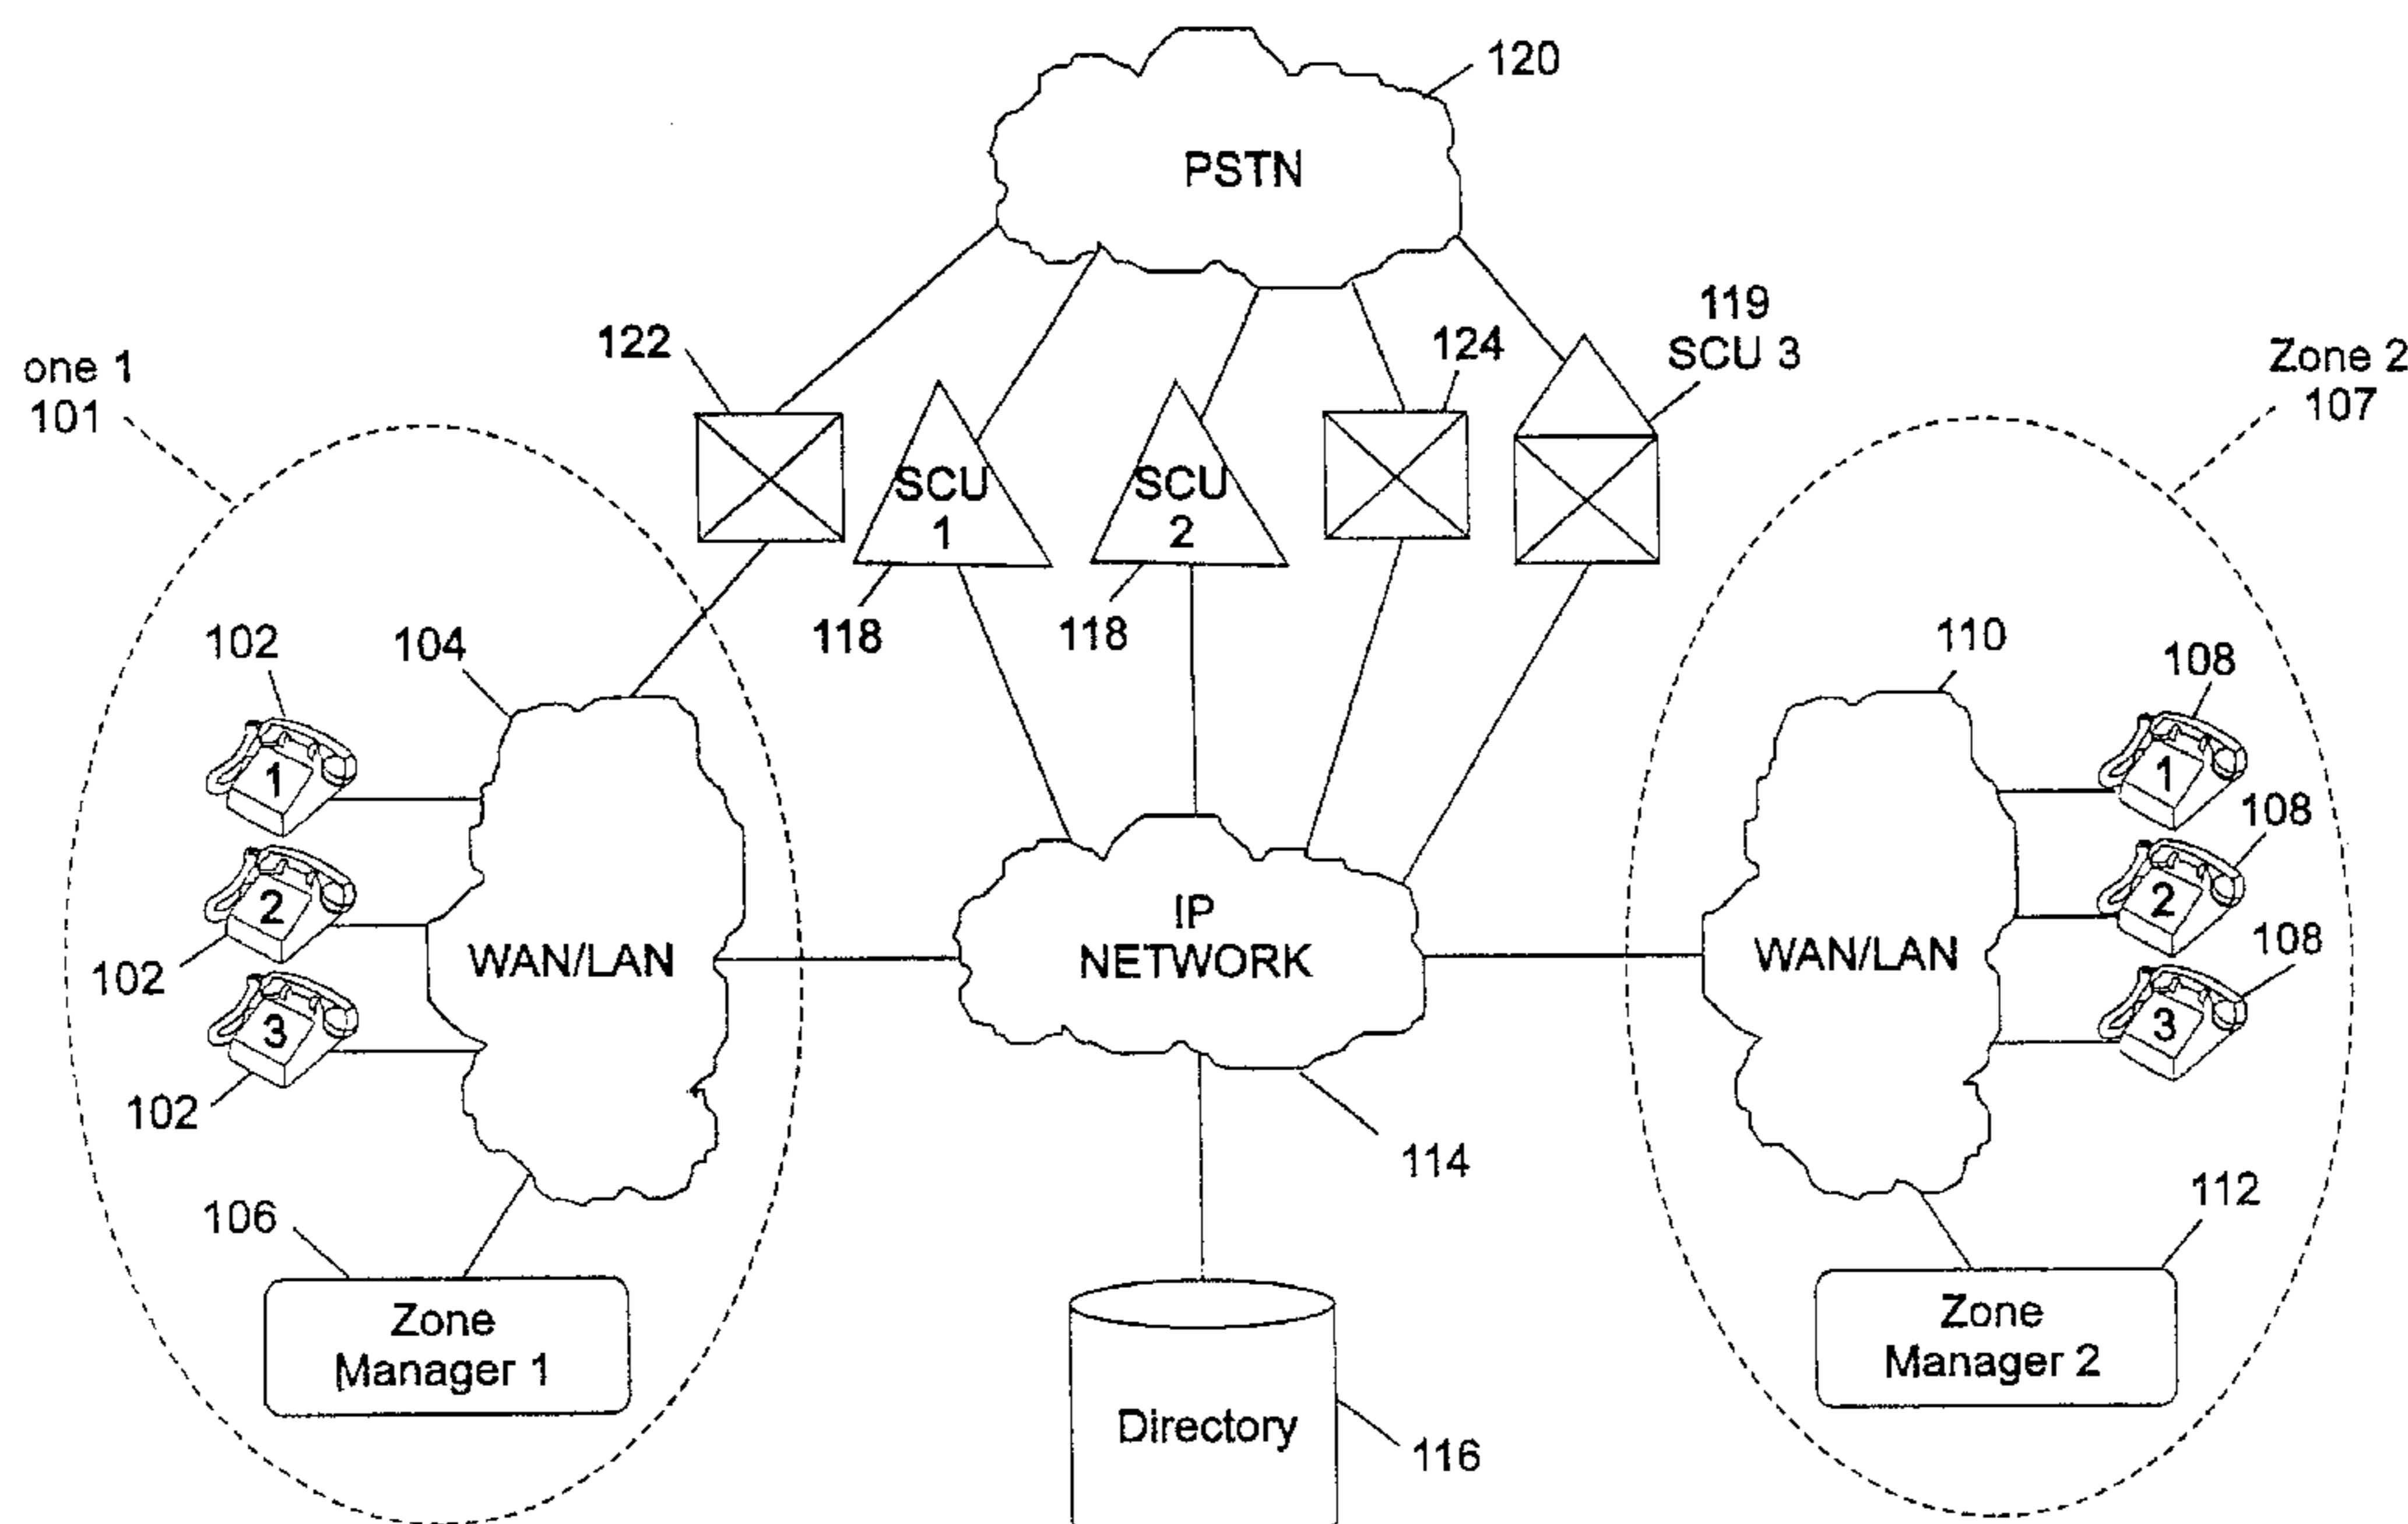 120
PSTN
119
SCU 3
122
124
one 1
101
Zone 2
107
SCU
1
SCU
2
118
118
102
104
110
108
1
1
108
2
2
IP
NETWORK
WAN/LAN
WAN/LAN
108
102
3
3
102
114
106
112
Zone
Manager 1
Zone
Manager 2
Directory
116